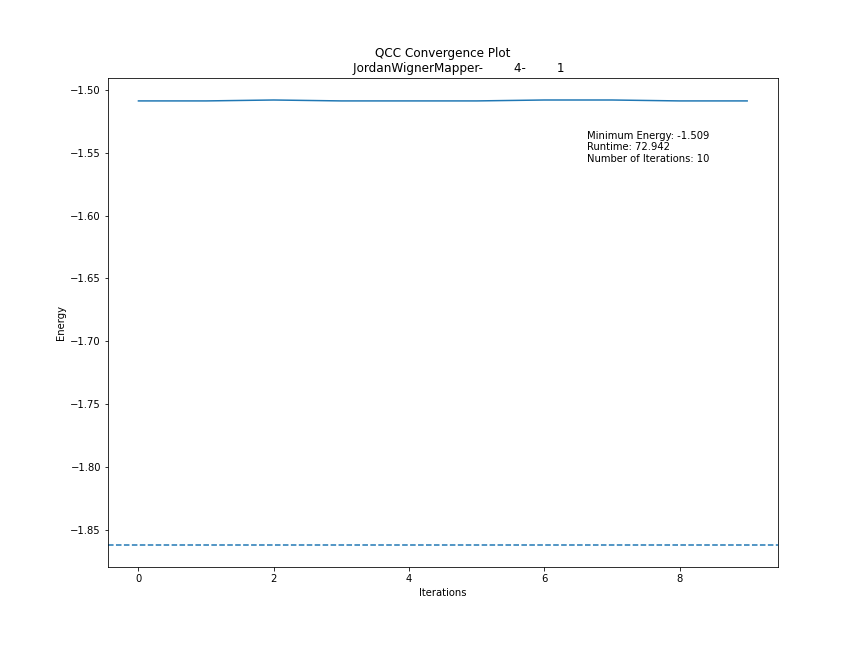 QCC Convergence Plot
JordanWignerMapper-        4-        1
−1.50
−1.55
−1.60
−1.65
−1.70
−1.75
−1.80
−1.85
Energy
Minimum Energy: -1.509
Runtime: 72.942
Number of Iterations: 10
0 2 4 6 8
Iterations